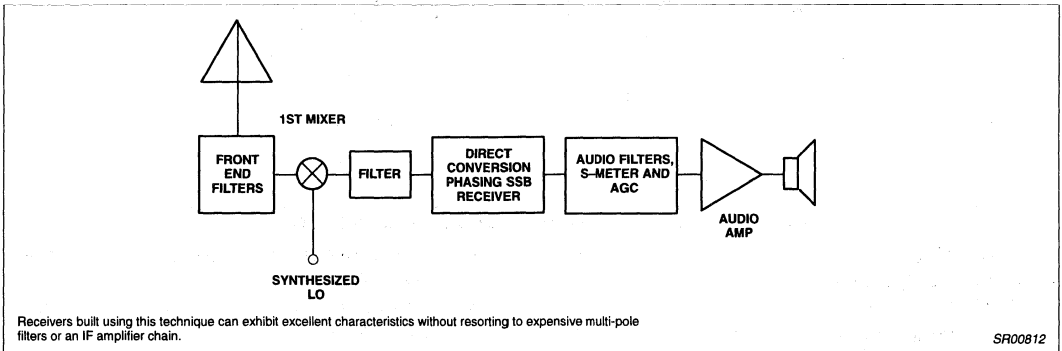 1ST MIXER
FRONT
END
FILTERS
FILTER
DIRECT
CONVERSION
PHASING SSB
RECEIVER
AUDIO FILTERS,
S–METER AND
AGC
AUDIO
AMP
SYNTHESIZED
LO
Receivers built using this technique can exhibit excellent characteristics without resorting to expensive multi-pole
filters or an IF amplifier chain.
SR00812